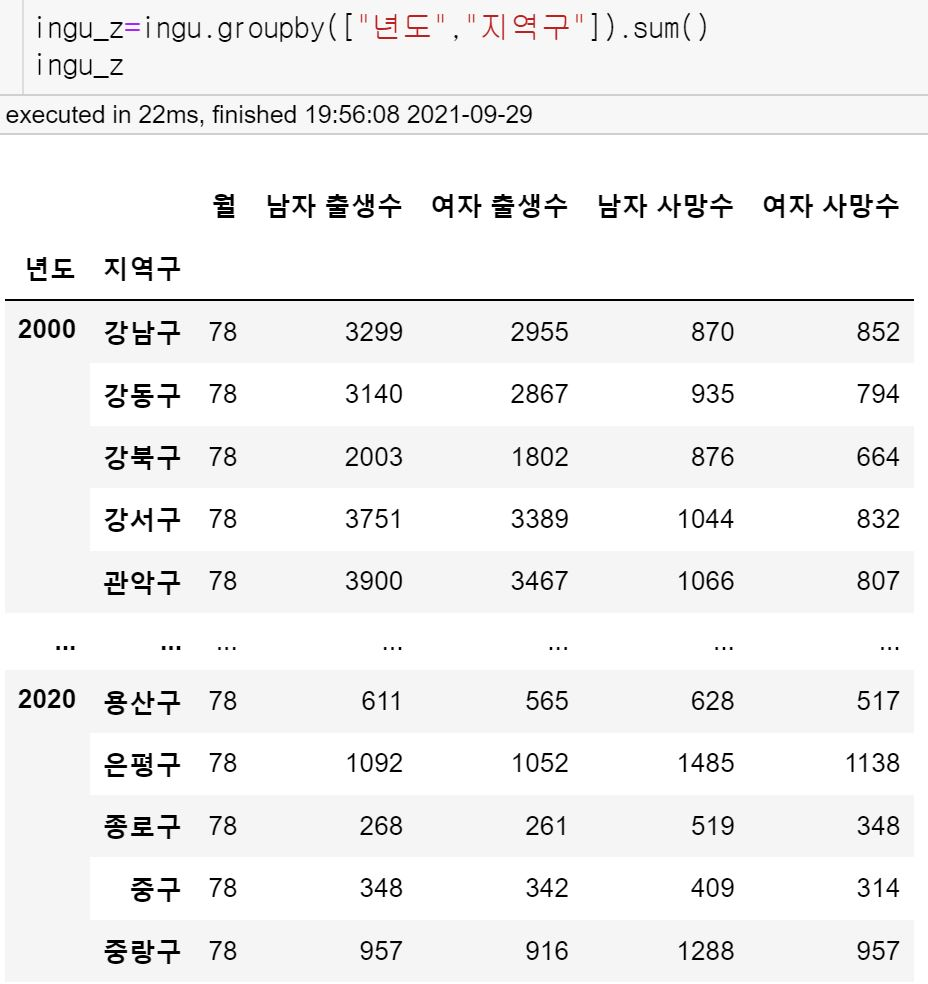 ingu_z=ingu.groupby(["년도","지역구"]).sum()
ingu_z
executed in 22ms, finished 19:56:08 2021-09-29
월 남자 출생수 여자 출생수 남자 사망수 여자 사망수
년도 지역구
2000 강남구 78 3299 2955 870 852
강동구 78 3140 2867 935 794
강북구 78 2003 1802 876 664
강서구 78 3751 3389 1044 832
관악구 78 3900 3467 1066 807
... ... ... ... ... ... ...
2020 용산구 78 611 565 628 517
은평구 78 1092 1052 1485 1138
종로구 78 268 261 519 348
중구 78 348 342 409 314
중랑구 78 957 916 1288 957